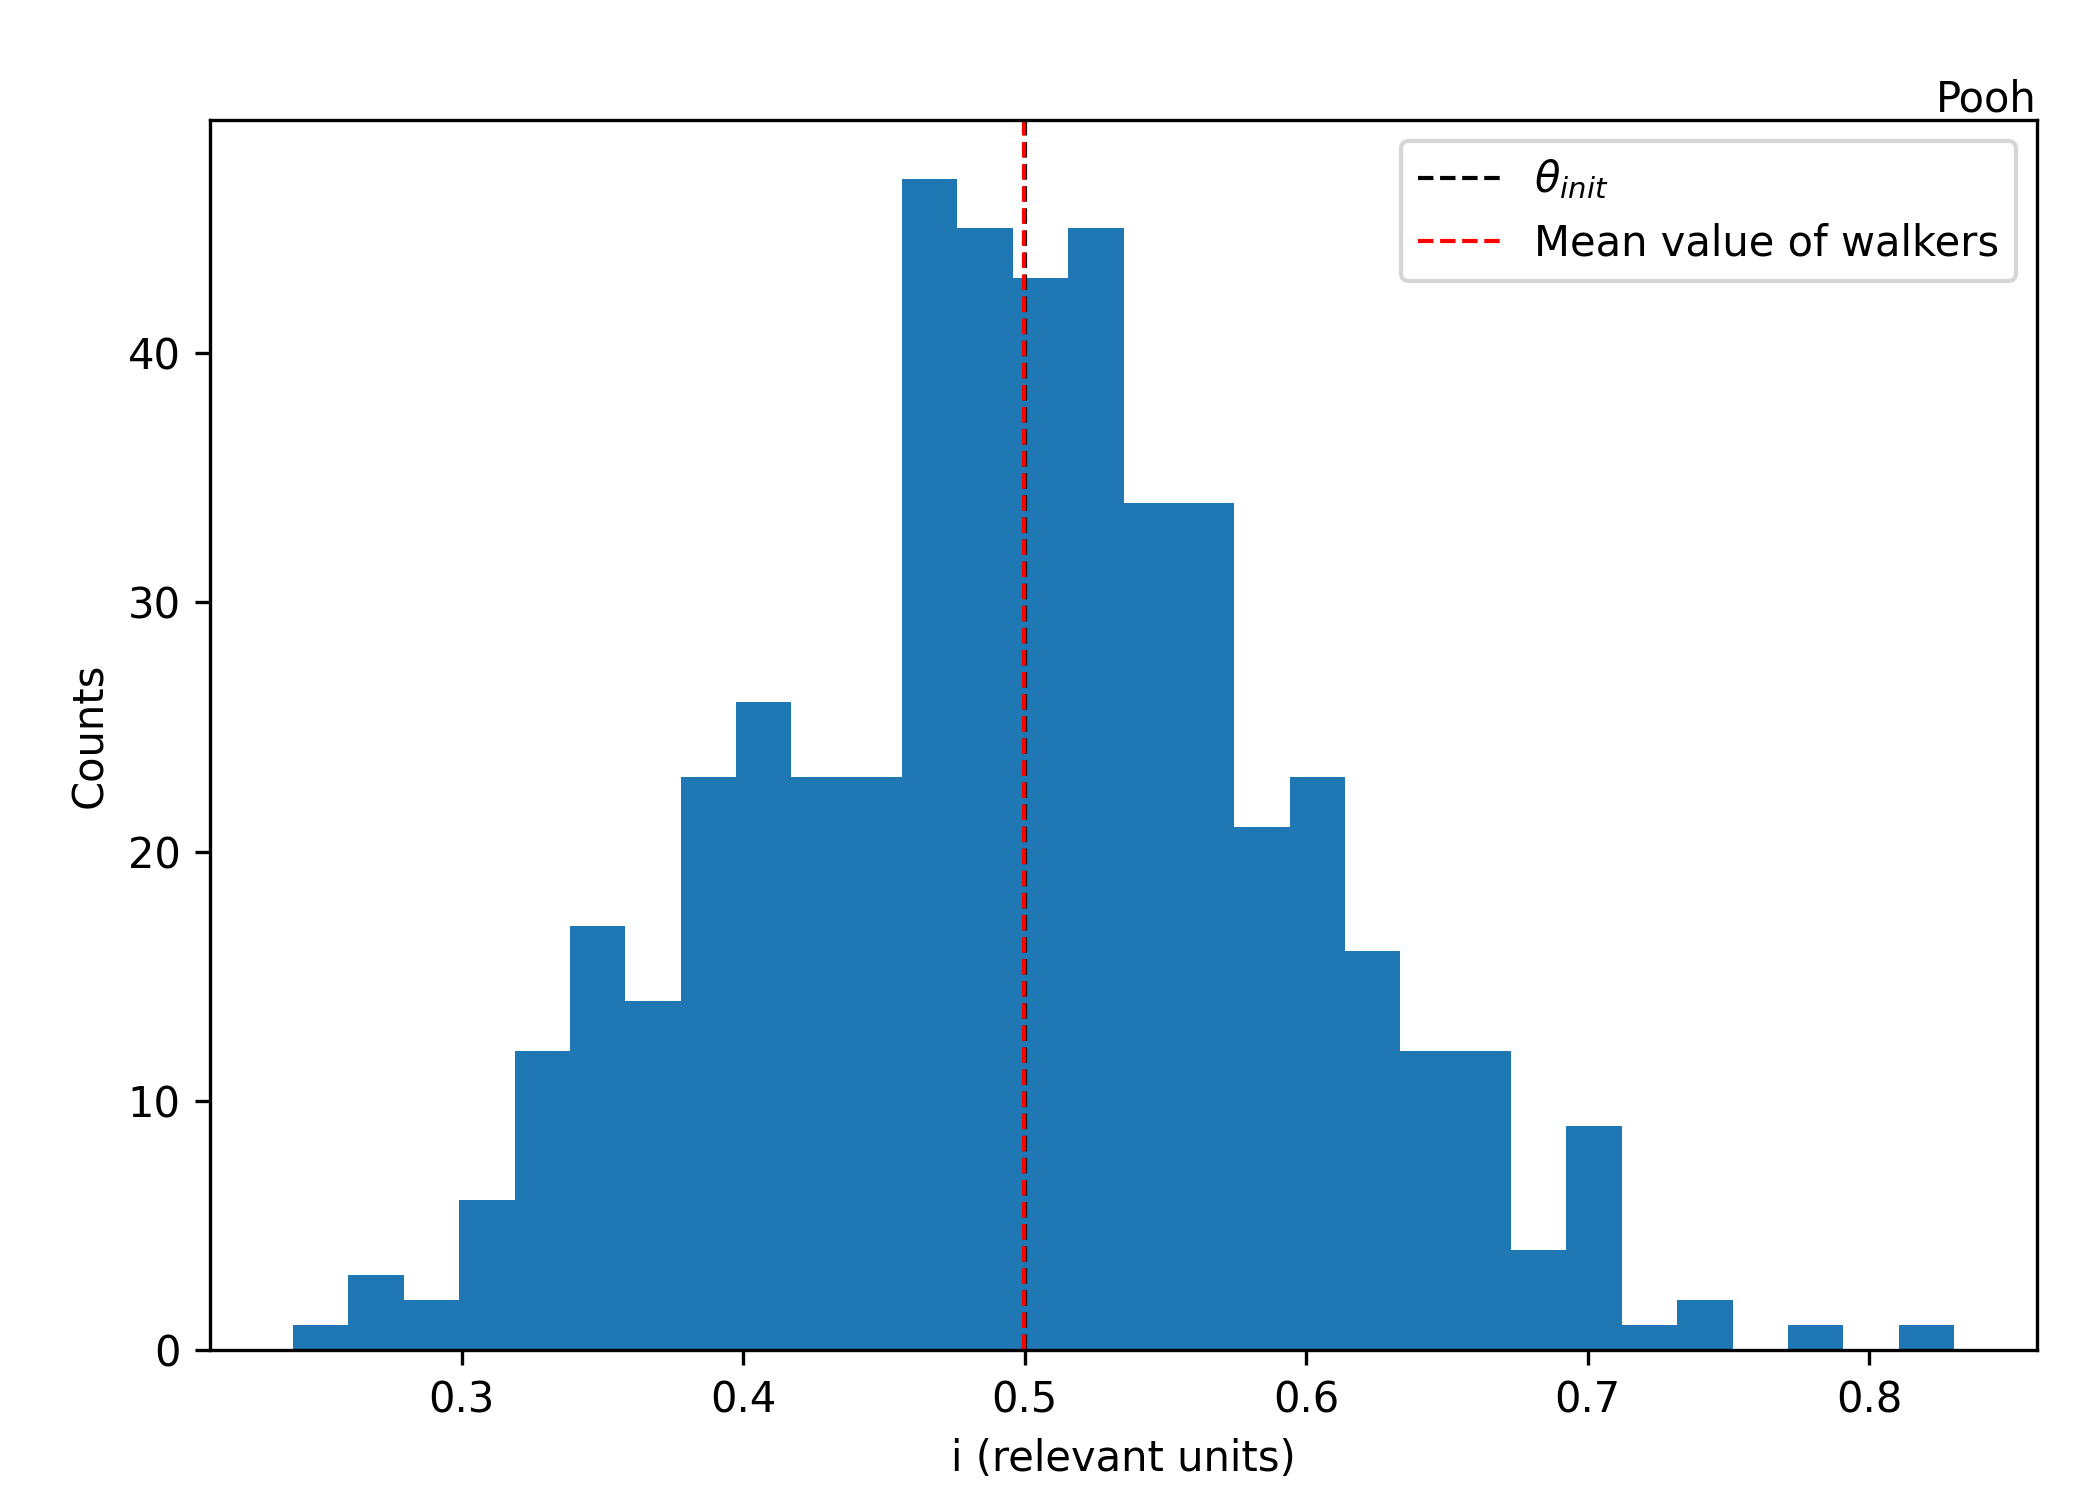 Pooh
θ_init
Mean value of walkers
Counts
40
30
20
10
0
0.3 0.4 0.5 0.6 0.7 0.8
i (relevant units)